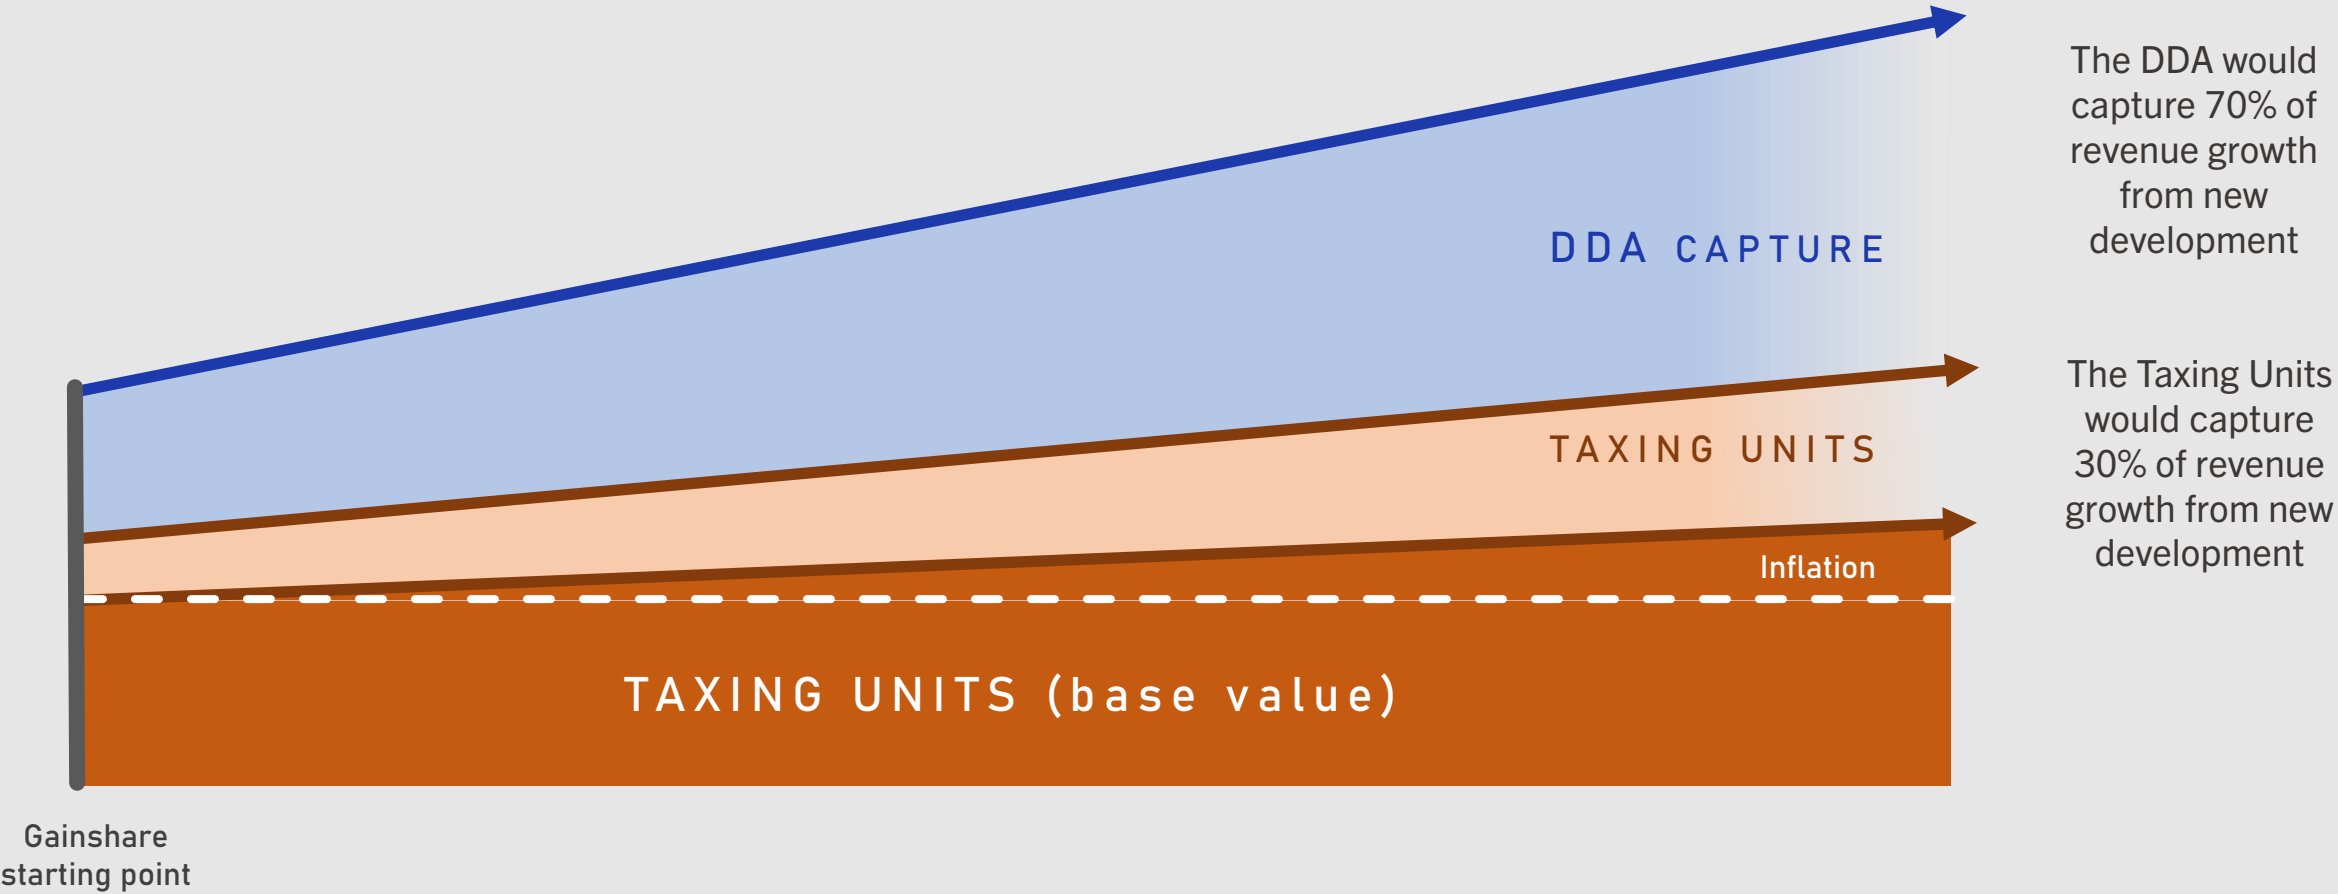 The DDA would
capture 70% of
revenue growth
from new
development
DDA CAPTURE
The Taxing Units
would capture
30% of revenue
growth from new
development
TAXING UNITS
Inflation
TAXING UNITS (base value)
Gainshare
starting point